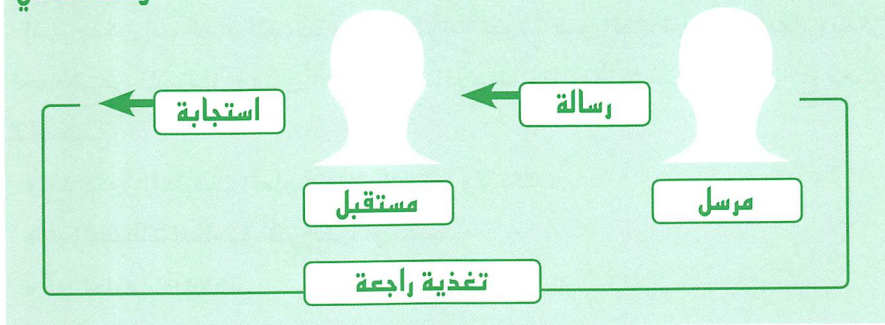 رسالة
استجابة
مرسل
مستقبل
تغذية راجعة